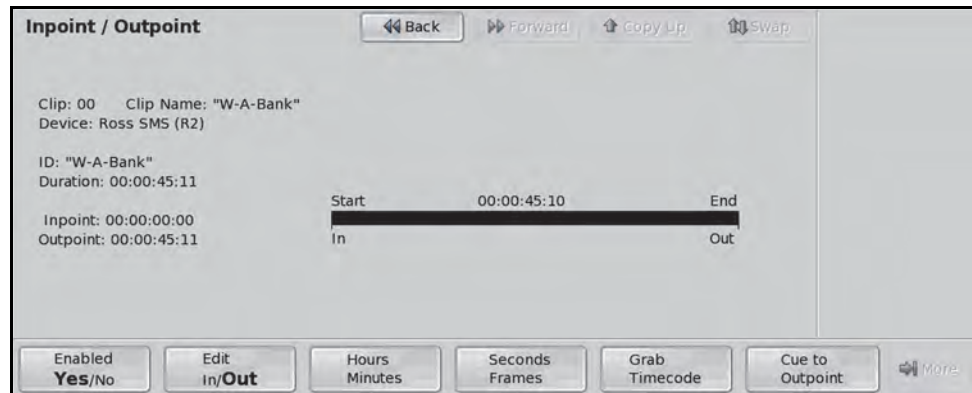 Inpoint / Outpoint
Back
Forward
Copy Up
Swap
Clip: 00 Clip Name: "W-A-Bank"
Device: Ross SMS (R2)
ID: "W-A-Bank"
Duration: 00:00:45:11
Start 00:00:45:10 End
Inpoint: 00:00:00:00
Outpoint: 00:00:45:11
In Out
Enabled
Yes/No
Edit
In/Out
Hours
Minutes
Seconds
Frames
Grab
Timecode
Cue to
Outpoint
More